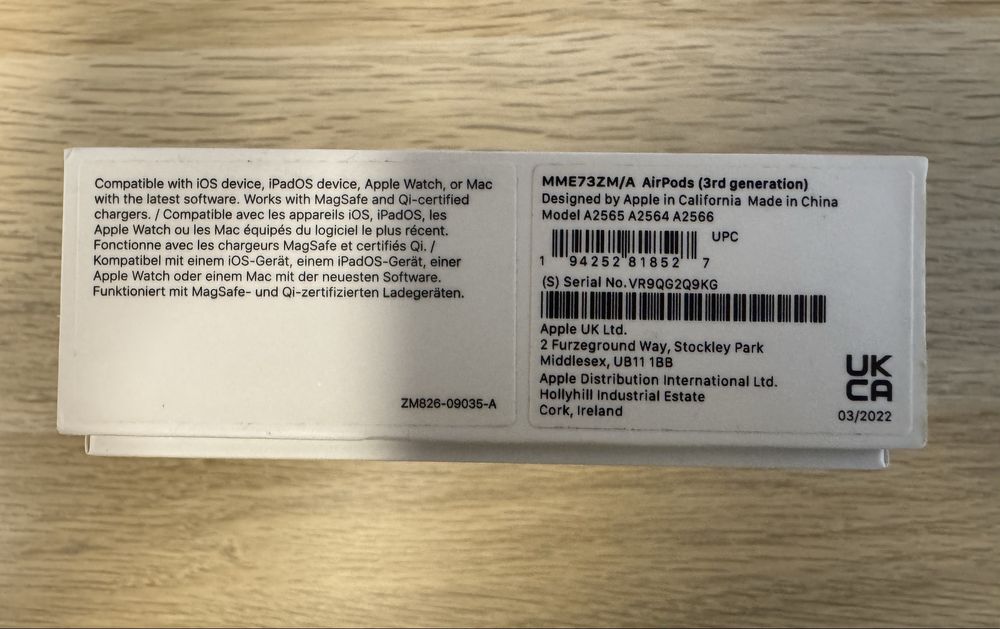 Compatible with iOS device, iPadOS device, Apple Watch, or Mac
with the latest software. Works with MagSafe and Qi-certified
chargers. / Compatible avec les appareils iOS, iPadOS, les
Apple Watch ou les Mac équipés du logiciel le plus récent.
Fonctionne avec les chargeurs MagSafe et certifiés Qi. /
Kompatibel mit einem iOS-Gerät, einem iPadOS-Gerät, einer
Apple Watch oder einem Mac mit der neuesten Software.
Funktioniert mit MagSafe- und Qi-zertifizierten Ladegeräten.
ZM826-09035-A
MME73ZM/A AirPods (3rd generation)
Designed by Apple in California Made in China
Model A2565 A2564 A2566
UPC
1 94252 81852 7
(S) Serial No. VR9QG2Q9KG
Apple UK Ltd.
2 Furzeground Way, Stockley Park
Middlesex, UB11 1BB
Apple Distribution International Ltd.
Hollyhill Industrial Estate
Cork, Ireland
UK
CA
03/2022